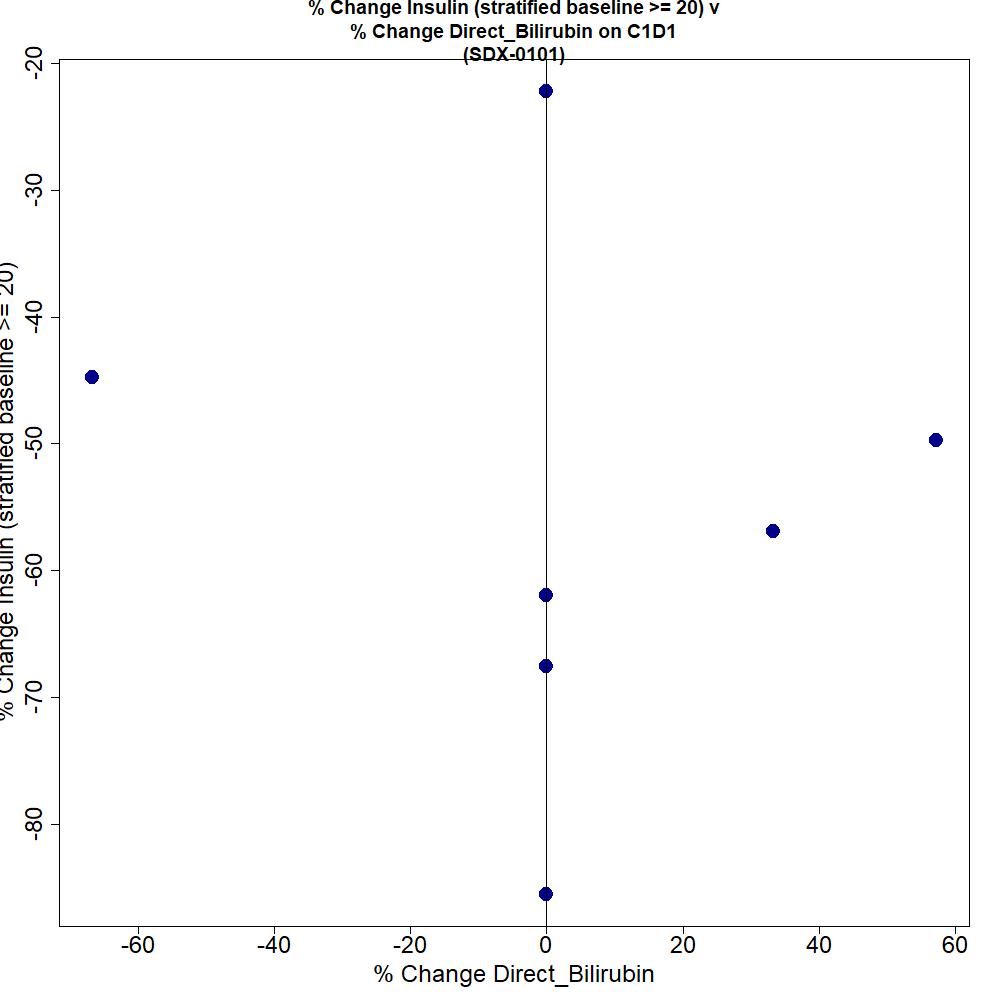 % Change Insulin (stratified baseline >= 20) v
% Change Direct_Bilirubin on C1D1
(SDX-0101)
% Change Insulin (stratified baseline >= 20)
-20
-30
-40
-50
-60
-70
-80
-60
-40
-20
0
20
40
60
% Change Direct_Bilirubin